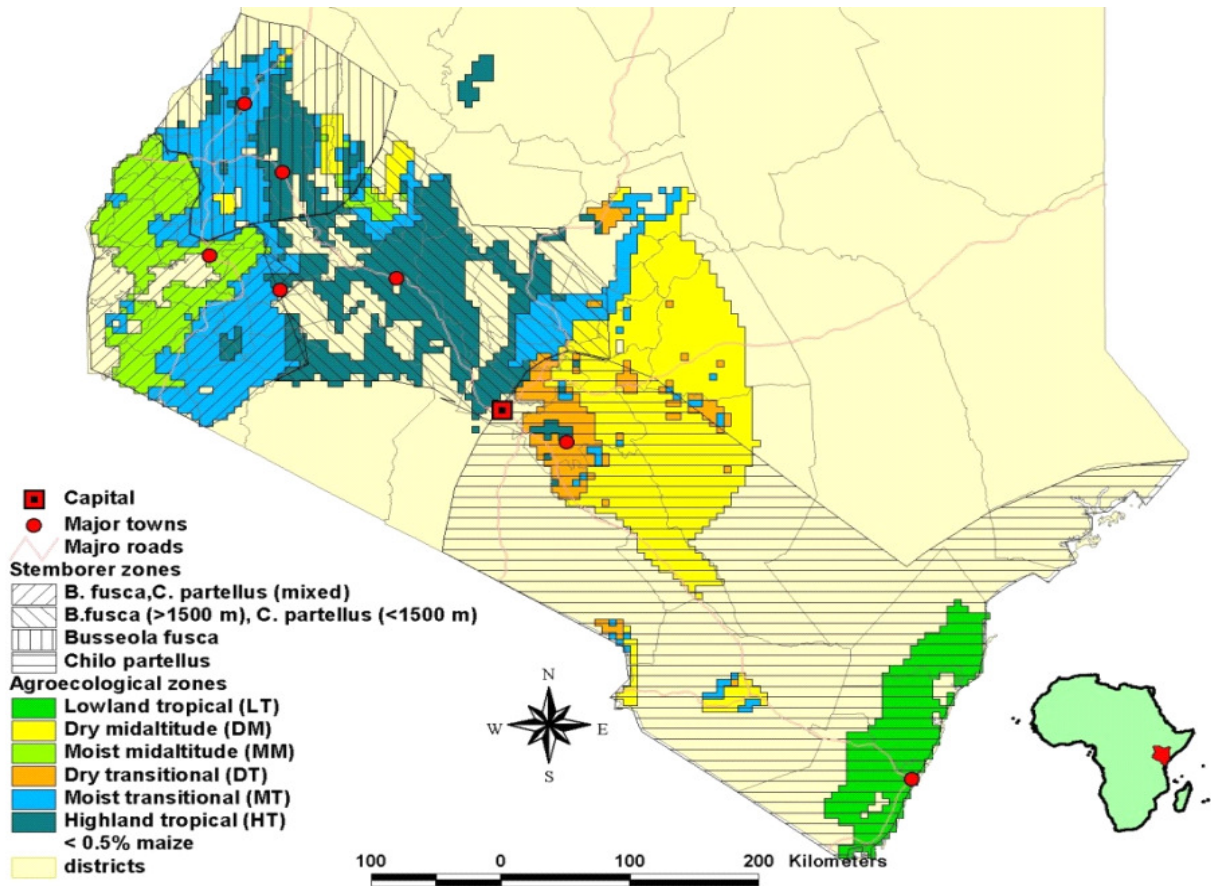 Capital
Major towns
Majro roads
Stemborer zones
B. fusca,C. partellus (mixed)
B.fusca (>1500 m), C. partellus (<1500 m)
Busseola fusca
Chilo partellus
Agroecological zones
Lowland tropical (LT)
Dry midaltitude (DM)
Moist midaltitude (MM)
Dry transitional (DT)
Moist transitional (MT)
Highland tropical (HT)
< 0.5% maize
districts
N
W E
S
100 0 100 200 Kilometers